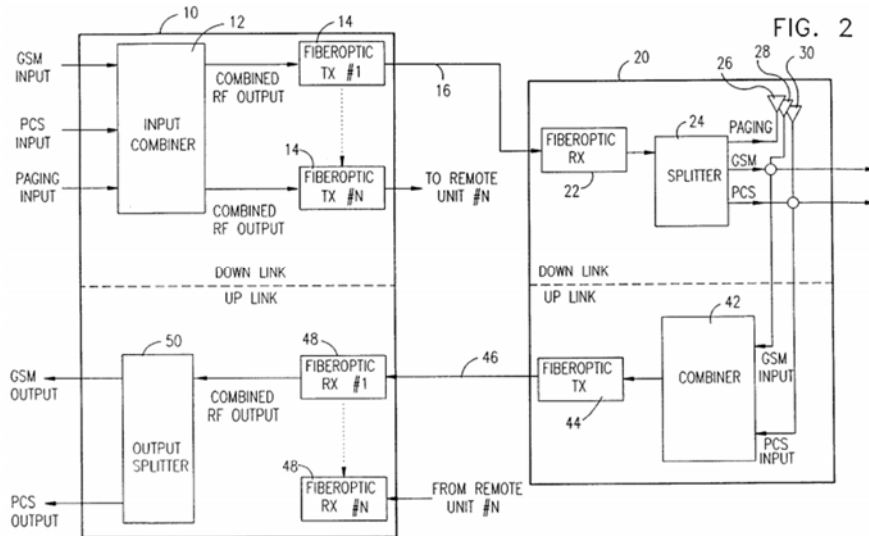 FIG. 2
10
12
14
GSM
INPUT
PCS
INPUT
PAGING
INPUT
INPUT
COMBINER
COMBINED
RF OUTPUT
FIBEROPTIC
TX #1
16
14
FIBEROPTIC
TX #N
COMBINED
RF OUTPUT
TO REMOTE
UNIT #N
DOWN LINK
UP LINK
20
26
28
30
FIBEROPTIC
RX
22
24
SPLITTER
PAGING
GSM
PCS
DOWN LINK
UP LINK
50
GSM
OUTPUT
PCS
OUTPUT
OUTPUT
SPLITTER
COMBINED
RF OUTPUT
48
FIBEROPTIC
RX #1
48
FIBEROPTIC
RX #N
46
FROM REMOTE
UNIT #N
FIBEROPTIC
TX
44
42
COMBINER
GSM
INPUT
PCS
INPUT